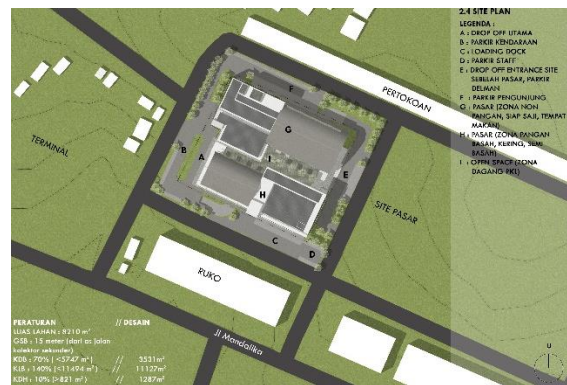 2.4 SITE PLAN
LEGENDA :
A : DROP OFF UTAMA
B : PARKIR KENDARAAN
C : LOADING DOCK
D : PARKIR STAFF
E : DROP OFF ENTRANCE SITE
SEBELAH PASAR, PARKIR
DELMAN
F : PARKIR PENGUNJUNG
G : PASAR (ZONA NON
PANGAN, SIAP SAJI, TEMPAT
MAKAN)
H : PASAR (ZONA PANGAN
BASAH, KERING, SEMI
BASAH)
I : OPEN SPACE (ZONA
DAGANG PKL)
PERTOKOAN
TERMINAL
F
G
I
B
A
E
H
SITE PASAR
C
D
RUKO
Jl Mandalika
PERATURAN // DESAIN
LUAS LAHAN : 8210 m²
GSB : 15 meter (dari as jalan
kolektor sekunder)
KDB : 70% (<5747 m²) // 5531m²
KLB : 140% (<11494 m²) // 11127m²
KDH : 10% (>821 m²) // 1287m²
U